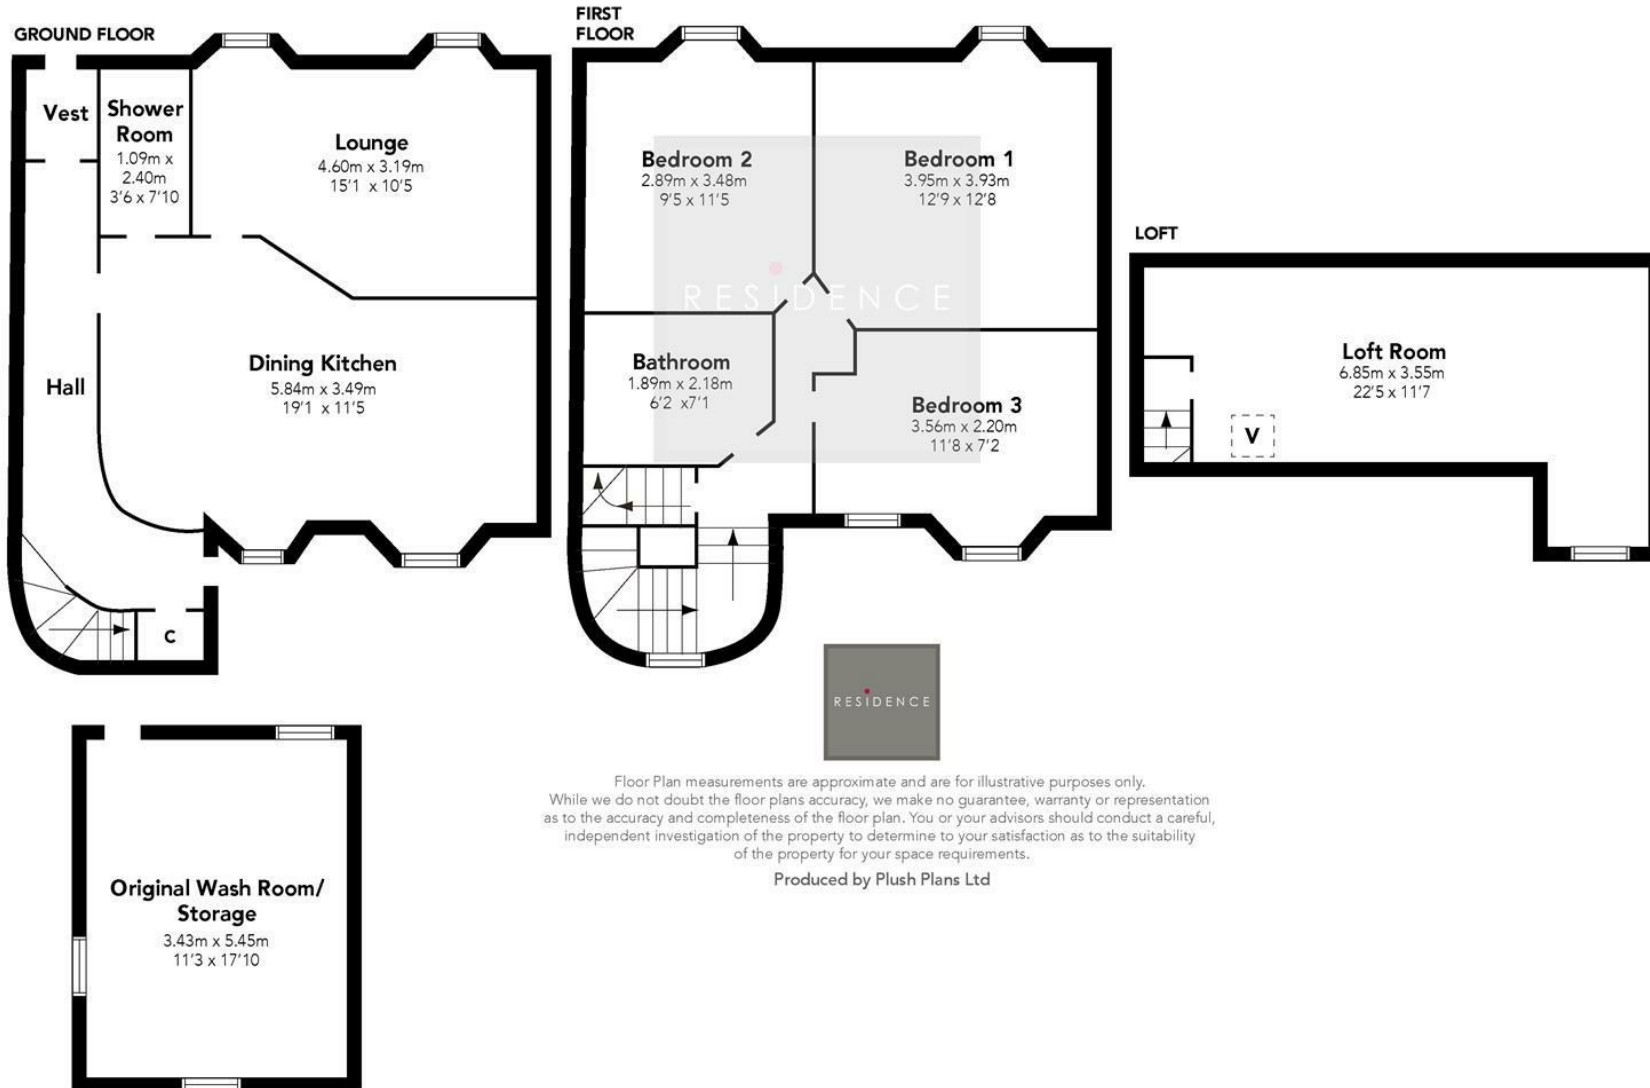 GROUND FLOOR
Vest
Shower
Room
1.09m x
2.40m
3'6 x 7'10
Lounge
4.60m x 3.19m
15'1 x 10'5
Hall
Dining Kitchen
5.84m x 3.49m
19'1 x 11'5
C
FIRST
FLOOR
Bedroom 2
2.89m x 3.48m
9'5 x 11'5
Bedroom 1
3.95m x 3.93m
12'9 x 12'8
RESIDENCE
Bathroom
1.89m x 2.18m
6'2 x7'1
Bedroom 3
3.56m x 2.20m
11'8 x 7'2
LOFT
Loft Room
6.85m x 3.55m
22'5 x 11'7
V
RESIDENCE
Original Wash Room/
Storage
3.43m x 5.45m
11'3 x 17'10
Floor Plan measurements are approximate and are for illustrative purposes only.
While we do not doubt the floor plans accuracy, we make no guarantee, warranty or representation
as to the accuracy and completeness of the floor plan. You or your advisors should conduct a careful,
independent investigation of the property to determine to your satisfaction as to the suitability
of the property for your space requirements.
Produced by Plush Plans Ltd